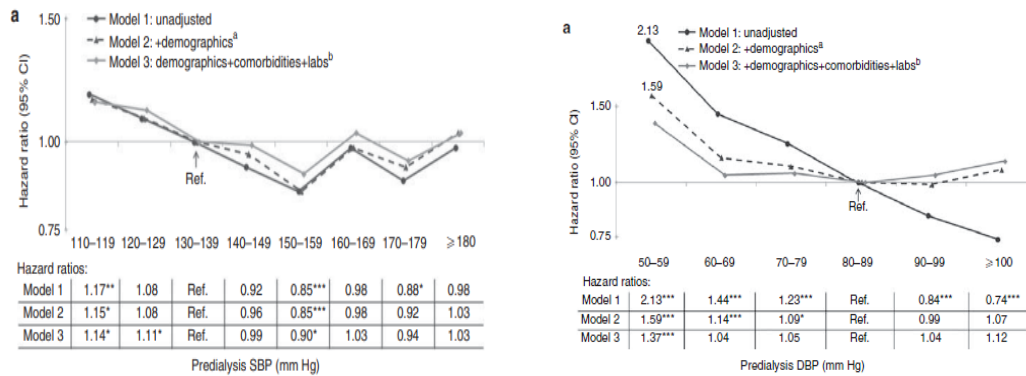 a
1.50
Model 1: unadjusted
Model 2: +demographicsᵃ
Model 3: demographics+comorbidities+labsᵇ
Hazard ratio (95% CI)
1.00
Ref.
0.75
110–119 120–129 130–139 140–149 150–159 160–169 170–179 ⩾180
Hazard ratios:
Model 1 1.17** 1.08 Ref. 0.92 0.85*** 0.98 0.88* 0.98
Model 2 1.15* 1.08 Ref. 0.96 0.85*** 0.98 0.92 1.03
Model 3 1.14* 1.11* Ref. 0.99 0.90* 1.03 0.94 1.03
Predialysis SBP (mm Hg)
a
2.13
Model 1: unadjusted
Model 2: +demographicsᵃ
Model 3: +demographics+comorbidities+labsᵇ
1.59
1.50
Hazard ratio (95% CI)
1.00
Ref.
0.75
50–59 60–69 70–79 80–89 90–99 ⩾100
Hazard ratios:
Model 1 2.13*** 1.44*** 1.23*** Ref. 0.84*** 0.74***
Model 2 1.59*** 1.14*** 1.09* Ref. 0.99 1.07
Model 3 1.37*** 1.04 1.05 Ref. 1.04 1.12
Predialysis DBP (mm Hg)